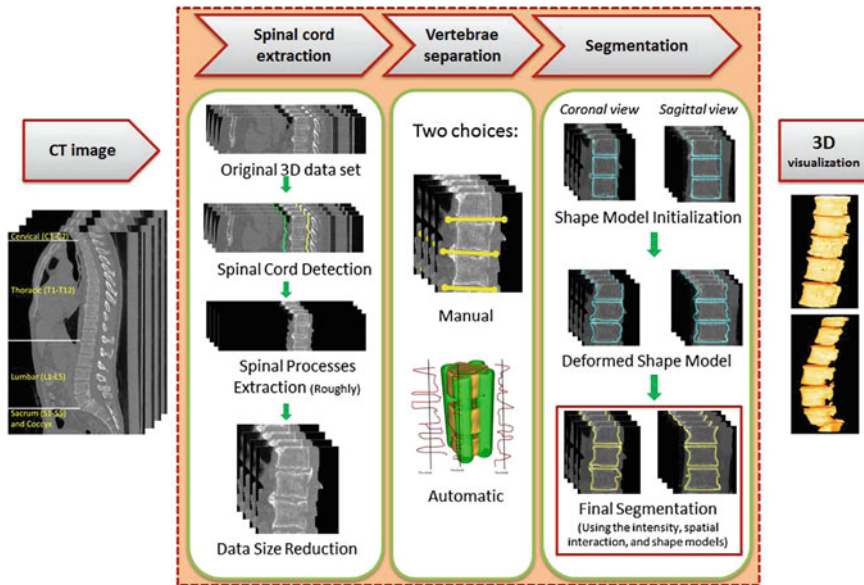 Spinal cord
extraction
Vertebrae
separation
Segmentation
CT image
Cervical (C1-C7)
Thoracic (T1-T12)
Lumbar (L1-L5)
Sacrum (S1-S5)
and Coccyx
Original 3D data set
Spinal Cord Detection
Spinal Processes
Extraction (Roughly)
Data Size Reduction
Two choices:
Manual
Automatic
Coronal view
Sagittal view
Shape Model Initialization
Deformed Shape Model
Final Segmentation
(Using the intensity, spatial
interaction, and shape models)
3D
visualization